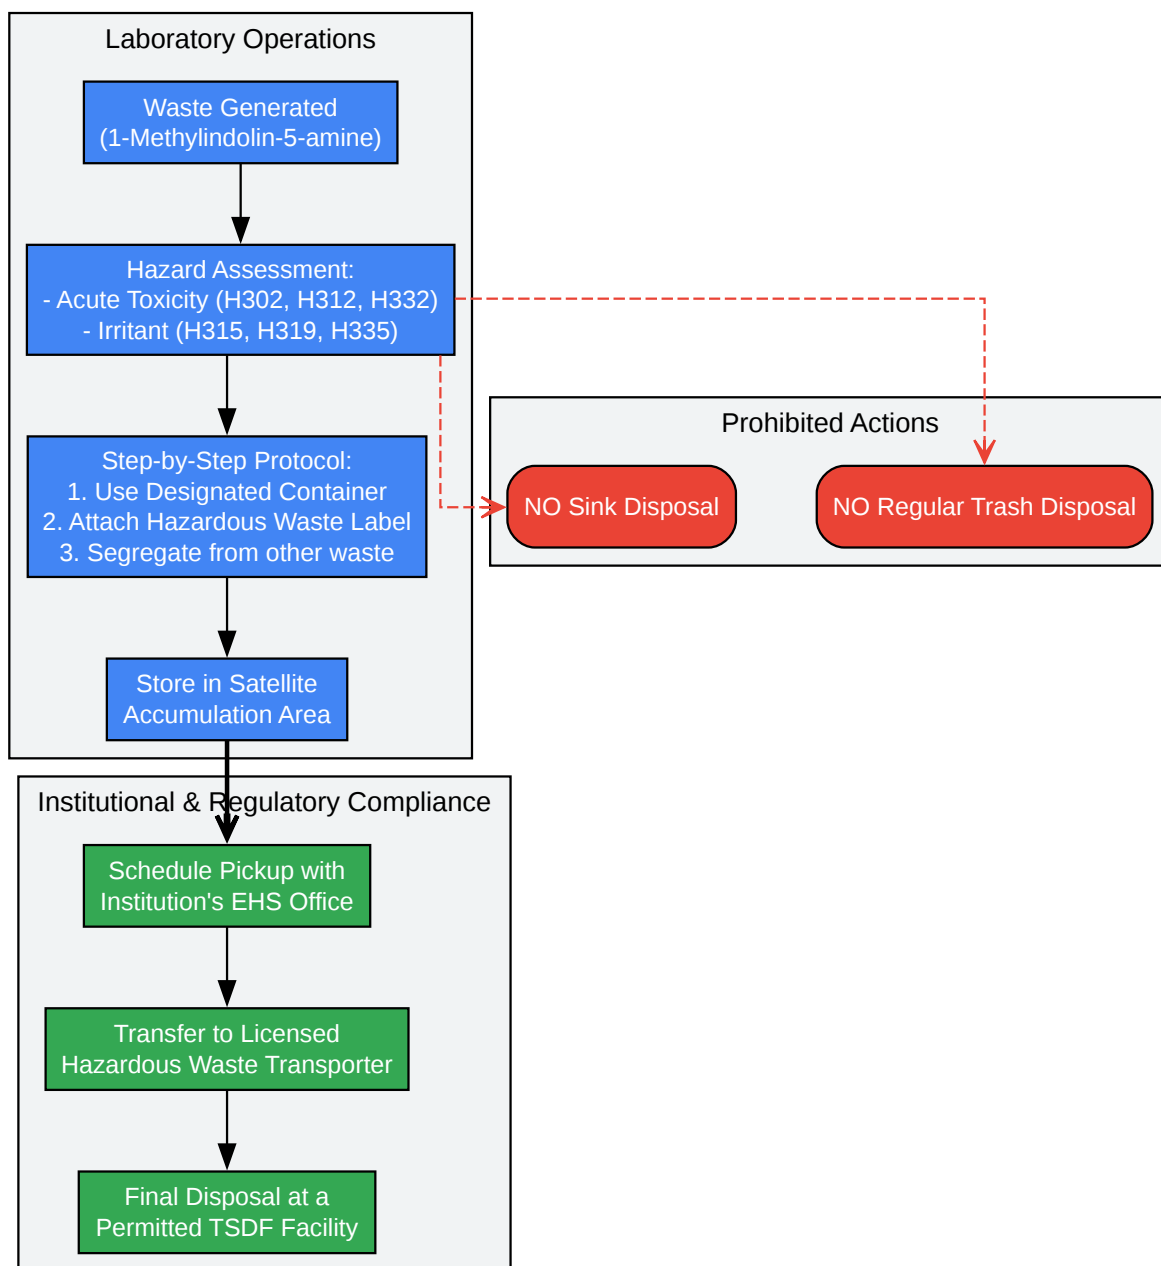 Laboratory Operations
Waste Generated
(1-Methylindolin-5-amine)
Hazard Assessment:
- Acute Toxicity (H302, H312, H332)
- Irritant (H315, H319, H335)
Step-by-Step Protocol:
1. Use Designated Container
2. Attach Hazardous Waste Label
3. Segregate from other waste
Store in Satellite
Accumulation Area
Prohibited Actions
NO Sink Disposal
NO Regular Trash Disposal
Institutional & Regulatory Compliance
Schedule Pickup with
Institution's EHS Office
Transfer to Licensed
Hazardous Waste Transporter
Final Disposal at a
Permitted TSDF Facility